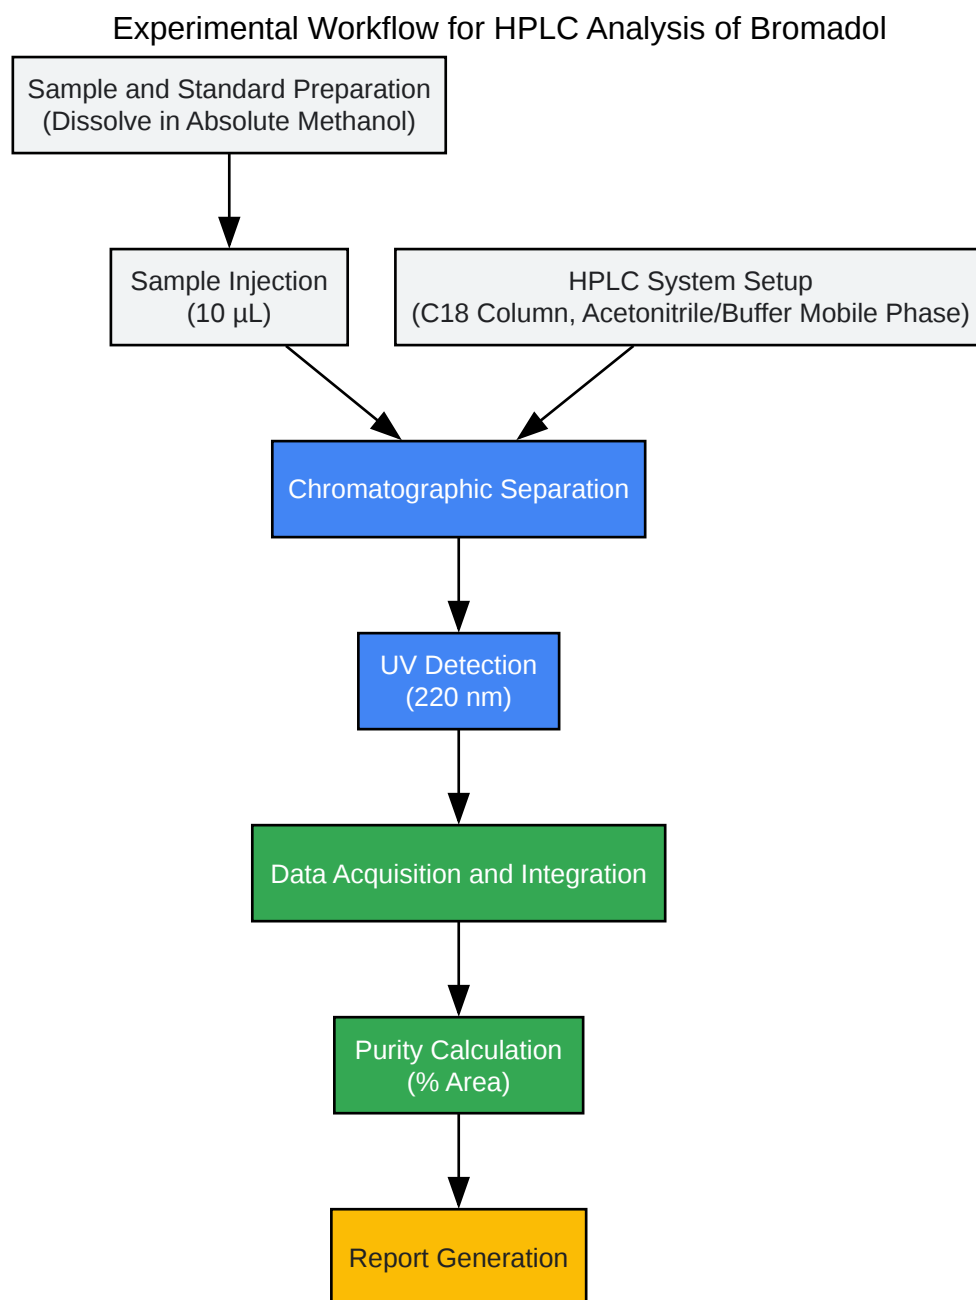 Experimental Workflow for HPLC Analysis of Bromadol
Sample and Standard Preparation
(Dissolve in Absolute Methanol)
Sample Injection
(10 µL)
HPLC System Setup
(C18 Column, Acetonitrile/Buffer Mobile Phase)
Chromatographic Separation
UV Detection
(220 nm)
Data Acquisition and Integration
Purity Calculation
(% Area)
Report Generation